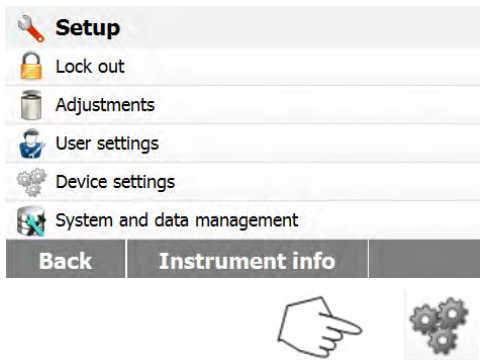 Setup
Lock out
Adjustments
User settings
Device settings
System and data management
Back Instrument info